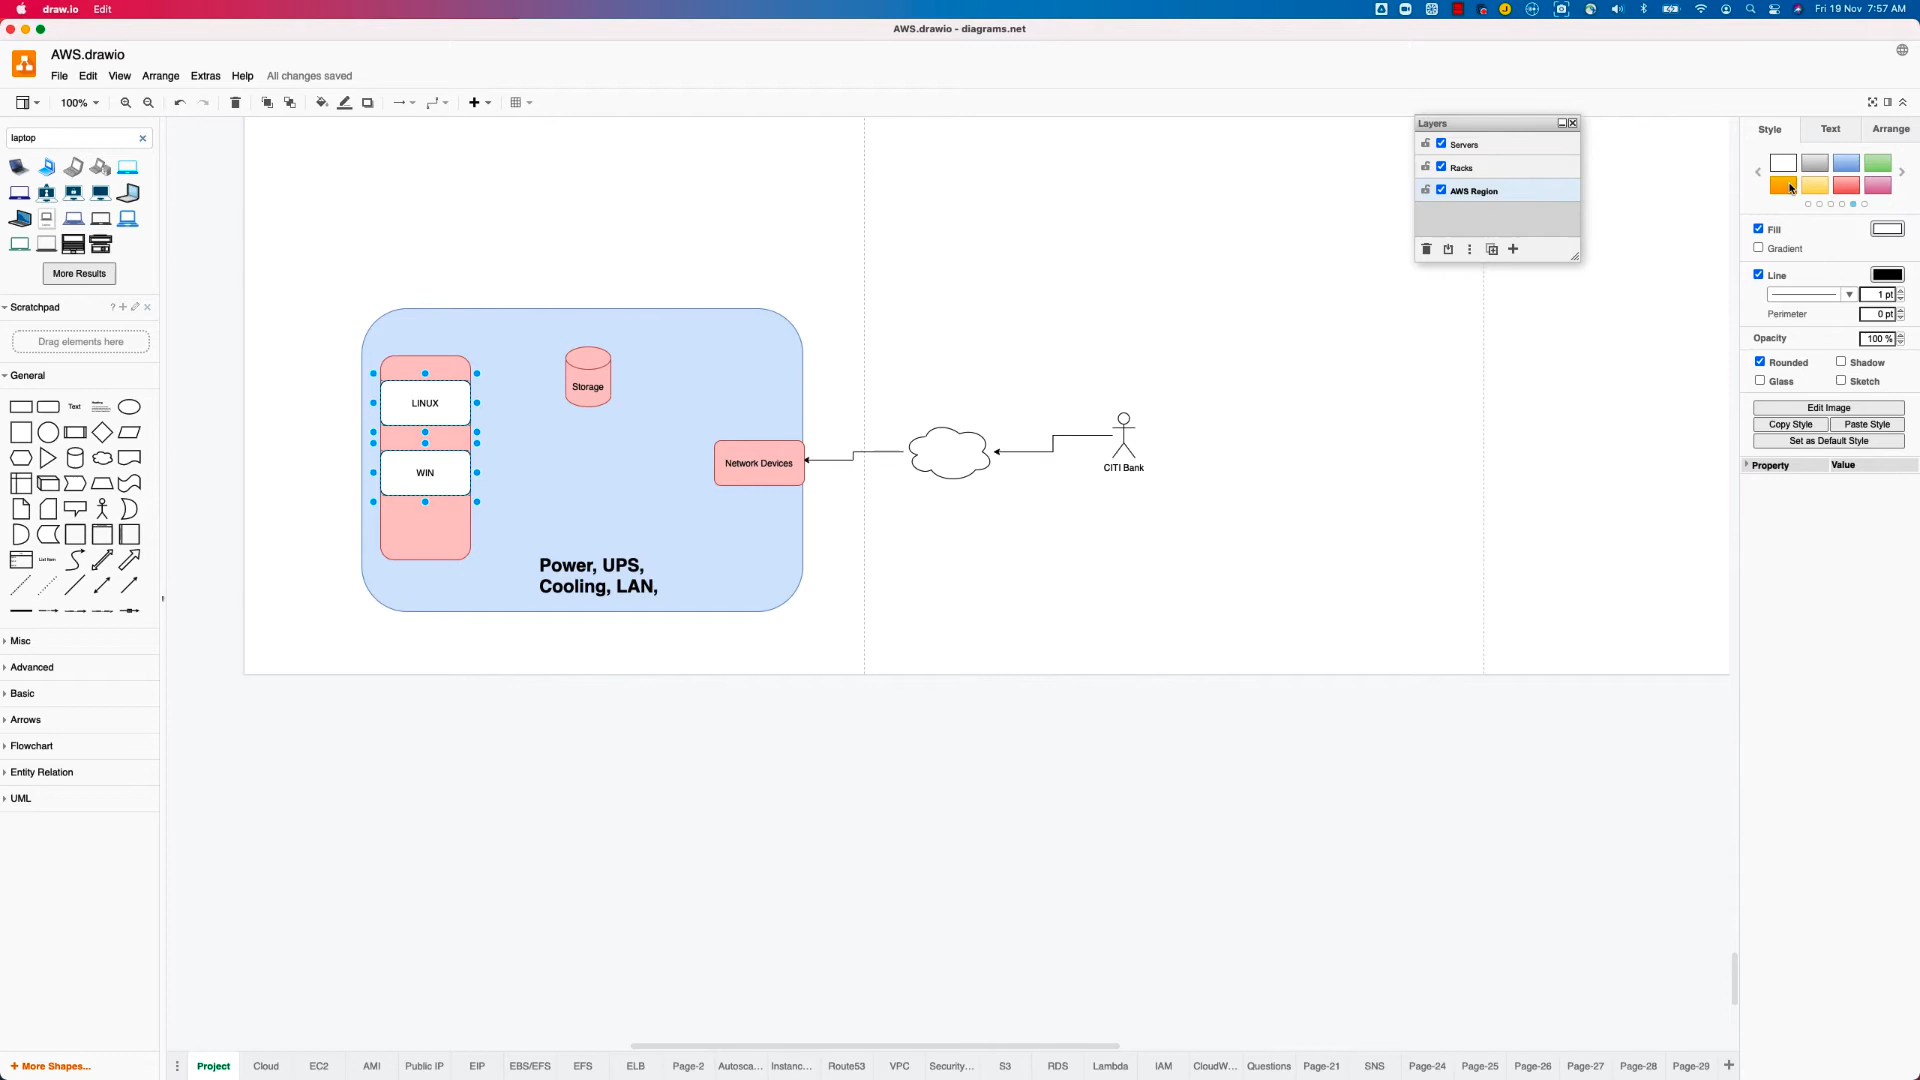 draw.io
Edit
Fri 19 Nov 7:57 AM
AWS.drawio - diagrams.net
AWS.drawio
File
Edit
View
Arrange
Extras
Help
All changes saved
100%
laptop
More Results
Scratchpad
Drag elements here
General
Text
Heading
List Item
Misc
Advanced
Basic
Arrows
Flowchart
Entity Relation
UML
+ More Shapes...
LINUX
WIN
Storage
Network Devices
Power, UPS,
Cooling, LAN,
CITI Bank
Layers
Servers
Racks
AWS Region
Style
Text
Arrange
Fill
Gradient
Line
1 pt
Perimeter
0 pt
Opacity
100 %
Rounded
Shadow
Glass
Sketch
Edit Image
Copy Style
Paste Style
Set as Default Style
Property
Value
Project
Cloud
EC2
AMI
Public IP
EIP
EBS/EFS
EFS
ELB
Page-2
Autosca...
Instanc...
Route53
VPC
Security...
S3
RDS
Lambda
IAM
CloudW...
Questions
Page-21
SNS
Page-24
Page-25
Page-26
Page-27
Page-28
Page-29